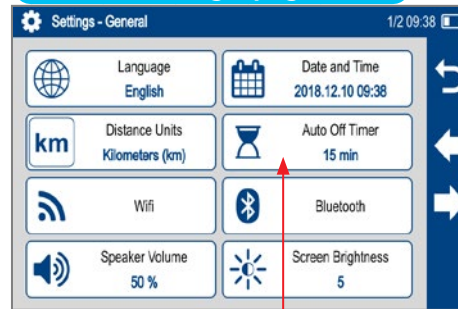 Settings - General 1/2 09:38
Language
English
Date and Time
2018.12.10 09:38
km
Distance Units
Kilometers (km)
Auto Off Timer
15 min
Wifi
Bluetooth
Speaker Volume
50 %
Screen Brightness
5